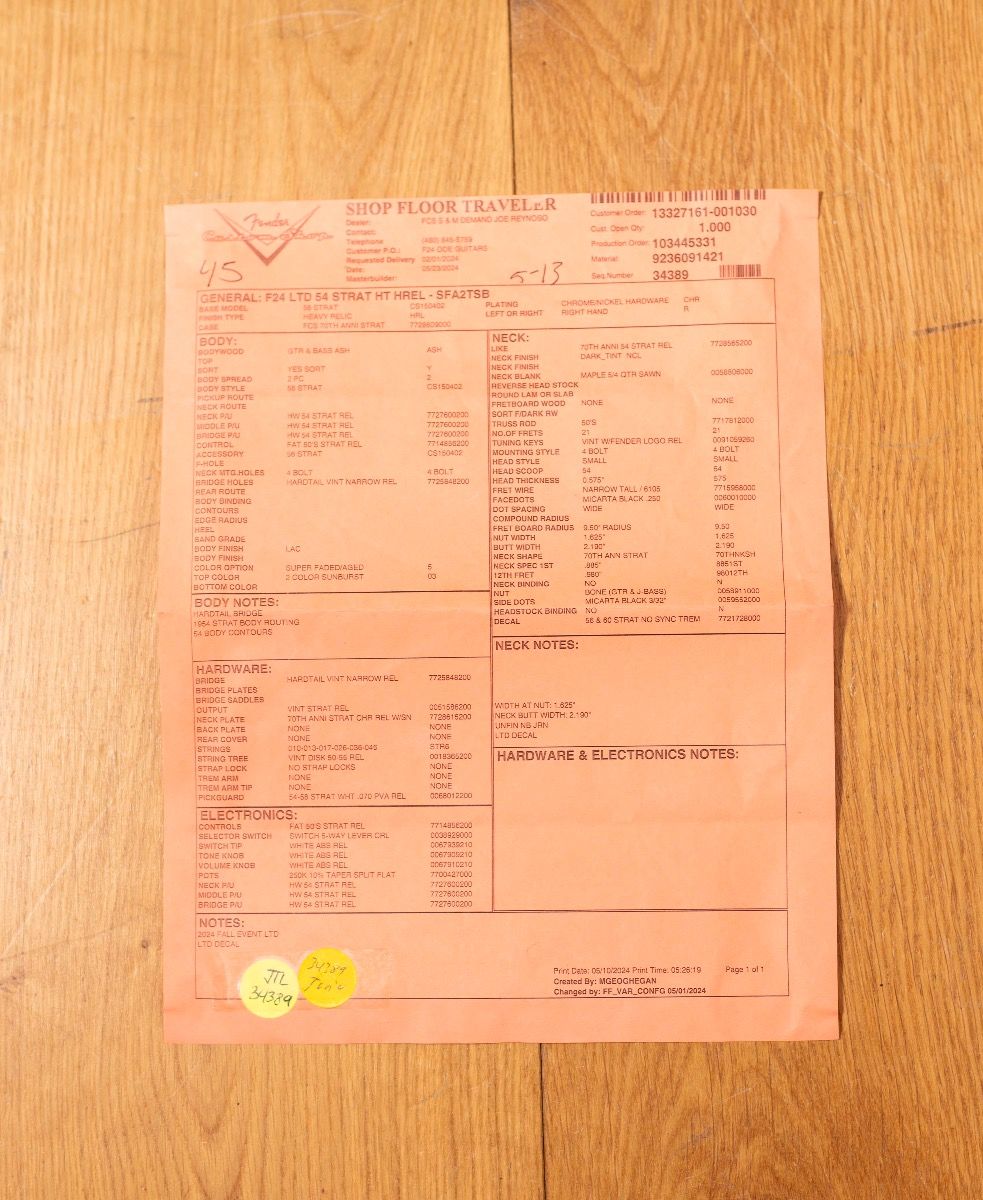 Fender
SHOP FLOOR TRAVELER
Dealer: FCS S & M DEMAND JOE REYNOSO
Contact:
Telephone (480) 845-5759
Customer P.O.: F24 DDE GUITARS
Requested Delivery 02/01/2024
Date: 05/23/2024
Masterbuilder:
45
5-13
Customer Order: 13327161-001030
Cust. Open Qty: 1.000
Production Order: 103445331
Material: 9236091421
Seq.Number 34389
GENERAL: F24 LTD 54 STRAT HT HREL - SFA2TSB
BASE MODEL 56 STRAT CS150402 PLATING CHROME/NICKEL HARDWARE CHR
FINISH TYPE HEAVY RELIC HRL LEFT OR RIGHT RIGHT HAND R
CASE FCS 70TH ANNI STRAT 7728809000
BODY:
BODYWOOD GTR & BASS ASH ASH
TOP
SORT YES SORT Y
BODY SPREAD 2 PC 2
BODY STYLE 56 STRAT CS150402
PICKUP ROUTE
NECK ROUTE
NECK P/U HW 54 STRAT REL 7727600200
MIDDLE P/U HW 54 STRAT REL 7727600200
BRIDGE P/U HW 54 STRAT REL 7727600200
CONTROL FAT 50'S STRAT REL 7714856200
ACCESSORY 56 STRAT CS150402
F-HOLE
NECK MTG.HOLES 4 BOLT 4 BOLT
BRIDGE HOLES HARDTAIL VINT NARROW REL 7725848200
REAR ROUTE
BODY BINDING
CONTOURS
EDGE RADIUS
HEEL
SAND GRADE
BODY FINISH LAC
BODY FINISH
COLOR OPTION SUPER FADED/AGED 5
TOP COLOR 2 COLOR SUNBURST 03
BOTTOM COLOR
BODY NOTES:
HARDTAIL BRIDGE
1954 STRAT BODY ROUTING
54 BODY CONTOURS
HARDWARE:
BRIDGE HARDTAIL VINT NARROW REL 7725848200
BRIDGE PLATES
BRIDGE SADDLES
OUTPUT VINT STRAT REL 0051586200
NECK PLATE 70TH ANNI STRAT CHR REL W/SN 7728616200
BACK PLATE NONE NONE
REAR COVER NONE NONE
STRINGS 010-013-017-026-036-046 STR6
STRING TREE VINT DISK 50-55 REL 0018365200
STRAP LOCK NO STRAP LOCKS NONE
TREM ARM NONE NONE
TREM ARM TIP NONE NONE
PICKGUARD 54-58 STRAT WHT .070 PVA REL 0068012200
ELECTRONICS:
CONTROLS FAT 50'S STRAT REL 7714856200
SELECTOR SWITCH SWITCH 5-WAY LEVER CRL 0038929000
SWITCH TIP WHITE ABS REL 0067939210
TONE KNOB WHITE ABS REL 0067909210
VOLUME KNOB WHITE ABS REL 0067910210
POTS 250K 10% TAPER SPLIT FLAT 7700427000
NECK P/U HW 54 STRAT REL 7727600200
MIDDLE P/U HW 54 STRAT REL 7727600200
BRIDGE P/U HW 54 STRAT REL 7727600200
NECK:
LIKE 70TH ANNI 54 STRAT REL 7728565200
NECK FINISH DARK_TINT NCL
NECK FINISH
NECK BLANK MAPLE 5/4 QTR SAWN 0058806000
REVERSE HEAD STOCK
ROUND LAM OR SLAB
FRETBOARD WOOD NONE NONE
SORT F/DARK RW
TRUSS ROD 50'S 7717812000
NO.OF FRETS 21 21
TUNING KEYS VINT W/FENDER LOGO REL 0091059260
MOUNTING STYLE 4 BOLT 4 BOLT
HEAD STYLE SMALL SMALL
HEAD SCOOP 54 54
HEAD THICKNESS 0.575" 575
FRET WIRE NARROW TALL / 6105 7715958000
FACEDOTS MICARTA BLACK .250 0060010000
DOT SPACING WIDE WIDE
COMPOUND RADIUS
FRET BOARD RADIUS 9.50" RADIUS 9.50
NUT WIDTH 1.625" 1.625
BUTT WIDTH 2.190" 2.190
NECK SHAPE 70TH ANN STRAT 70THNKSH
NECK SPEC 1ST .885" 8851ST
12TH FRET .980" 98012TH
NECK BINDING NO N
NUT BONE (GTR & J-BASS) 0058911000
SIDE DOTS MICARTA BLACK 3/32" 0059552000
HEADSTOCK BINDING NO N
DECAL 56 & 60 STRAT NO SYNC TREM 7721728000
NECK NOTES:
WIDTH AT NUT: 1.625"
NECK BUTT WIDTH: 2.190"
UNFIN NB JRN
LTD DECAL
HARDWARE & ELECTRONICS NOTES:
NOTES:
2024 FALL EVENT LTD
LTD DECAL
JTL
34389
34389
Print Date: 05/10/2024 Print Time: 05:26:19 Page 1 of 1
Created By: MGEOGHEGAN
Changed by: FF_VAR_CONFG 05/01/2024